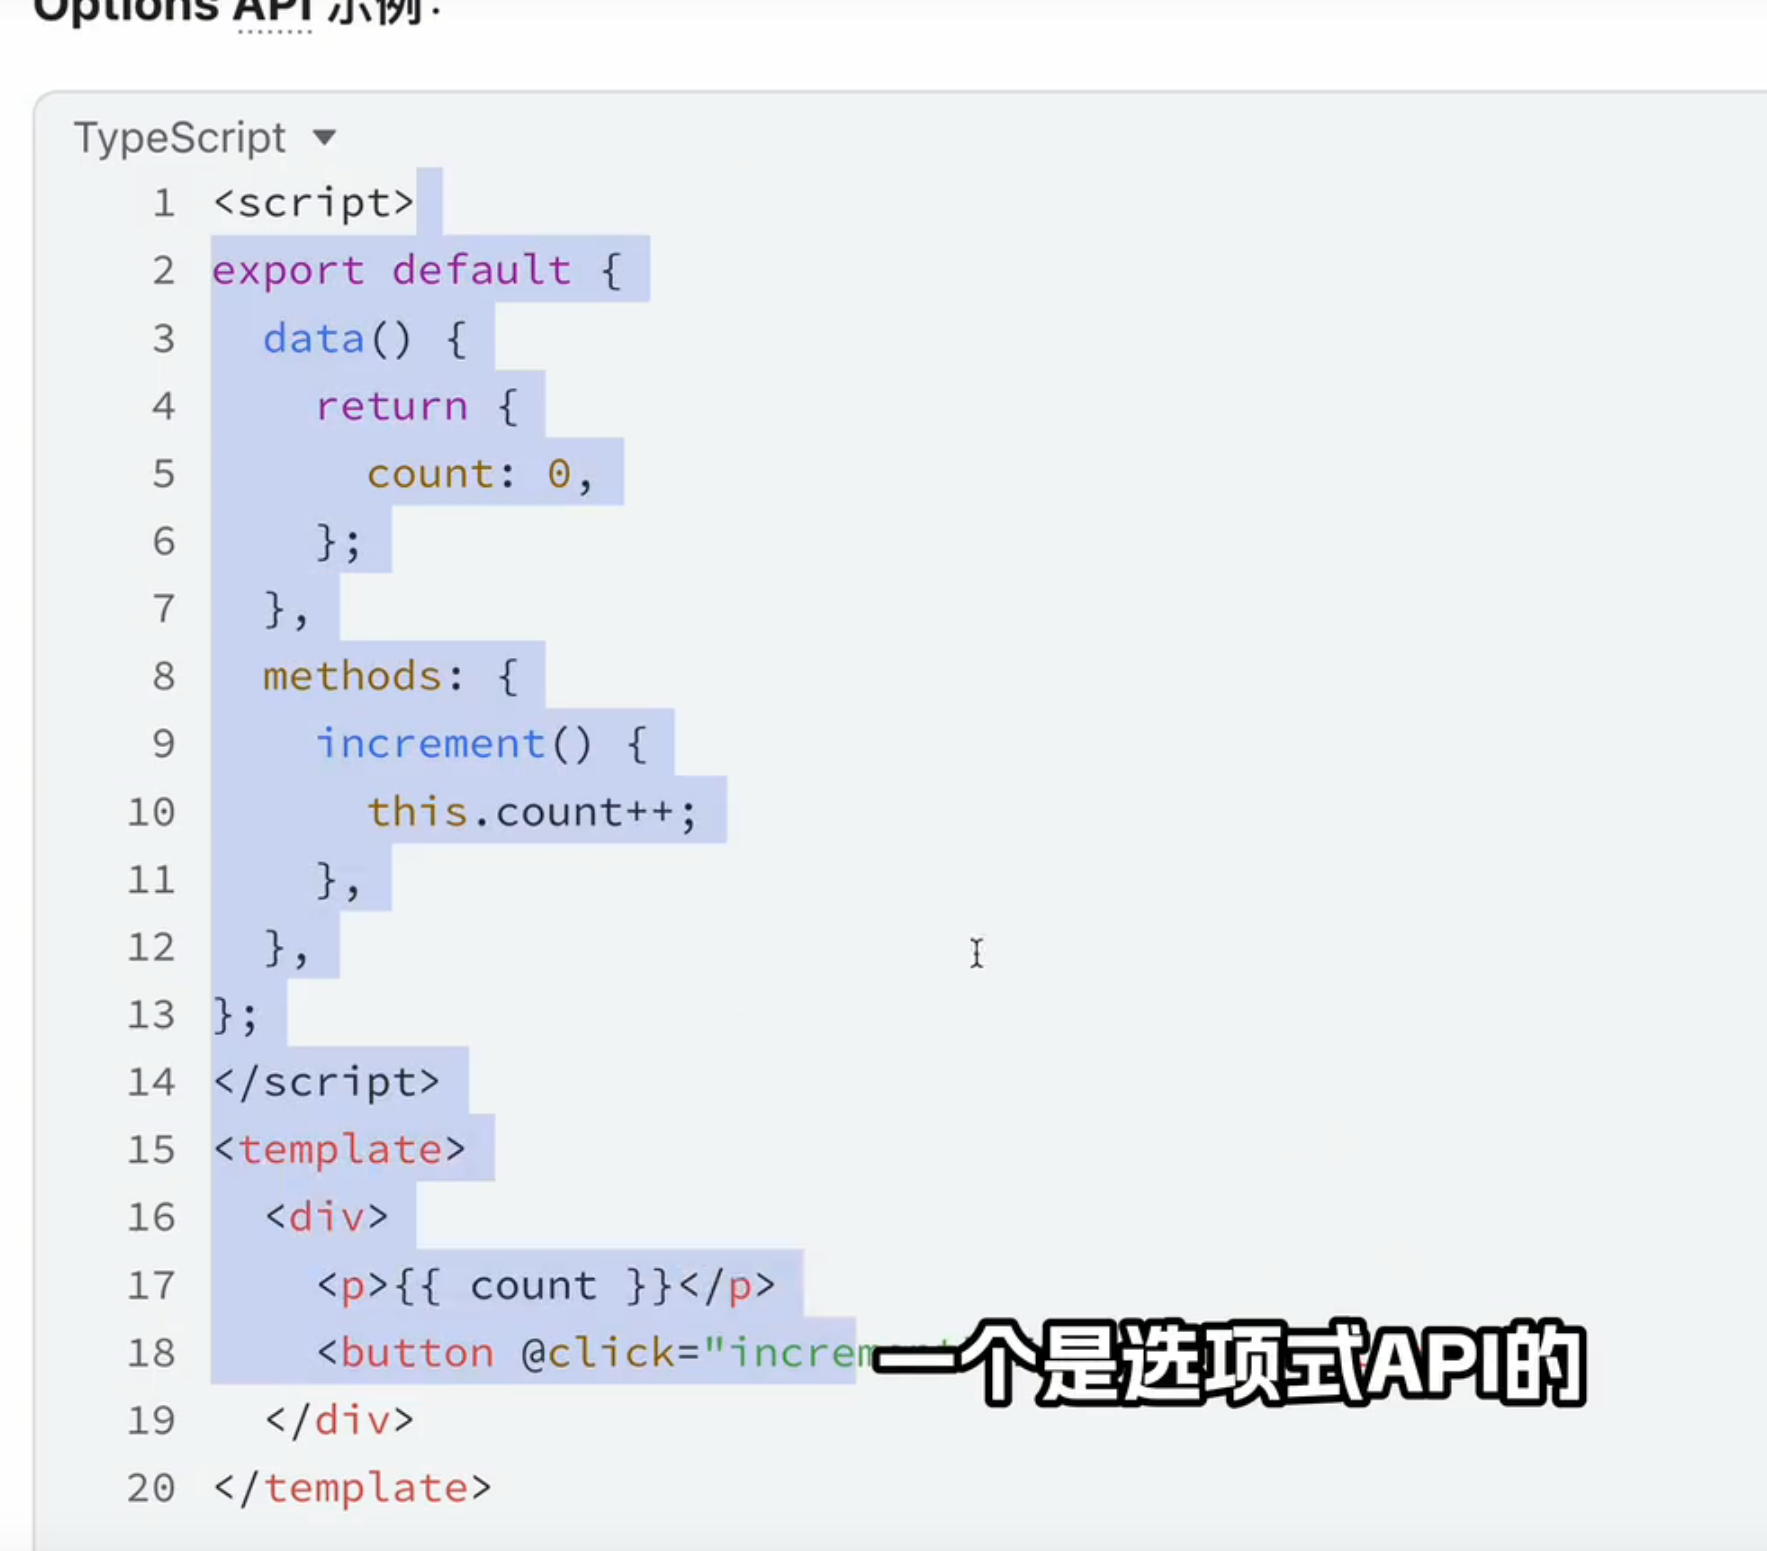 Options API 示例：
TypeScript
1 <script>
2 export default {
3   data() {
4     return {
5       count: 0,
6     };
7   },
8   methods: {
9     increment() {
10       this.count++;
11     },
12   },
13 };
14 </script>
15 <template>
16   <div>
17     <p>{{ count }}</p>
18     <button @click="increm
一个是选项式API的
19   </div>
20 </template>